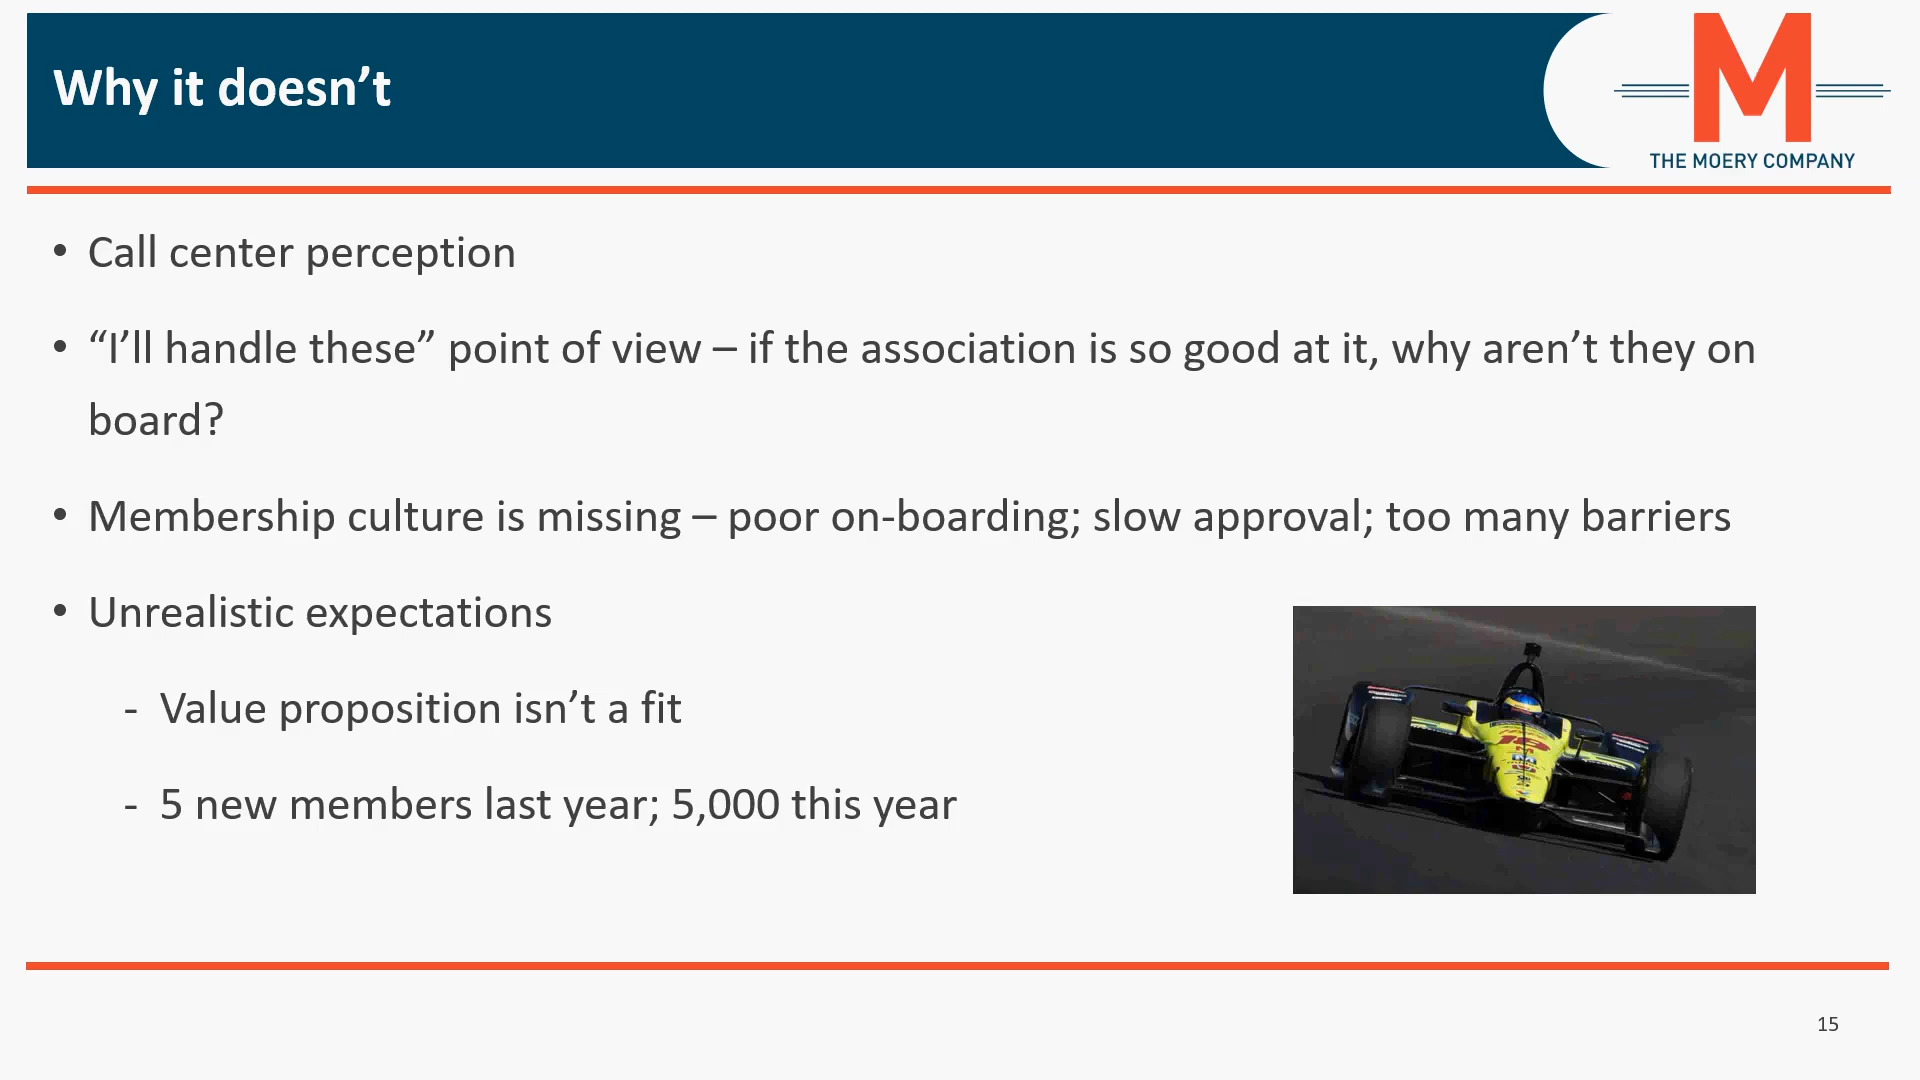 Why it doesn’t
M
THE MOERY COMPANY
• Call center perception
• “I’ll handle these” point of view – if the association is so good at it, why aren’t they on
board?
• Membership culture is missing – poor on-boarding; slow approval; too many barriers
• Unrealistic expectations
- Value proposition isn’t a fit
- 5 new members last year; 5,000 this year
15